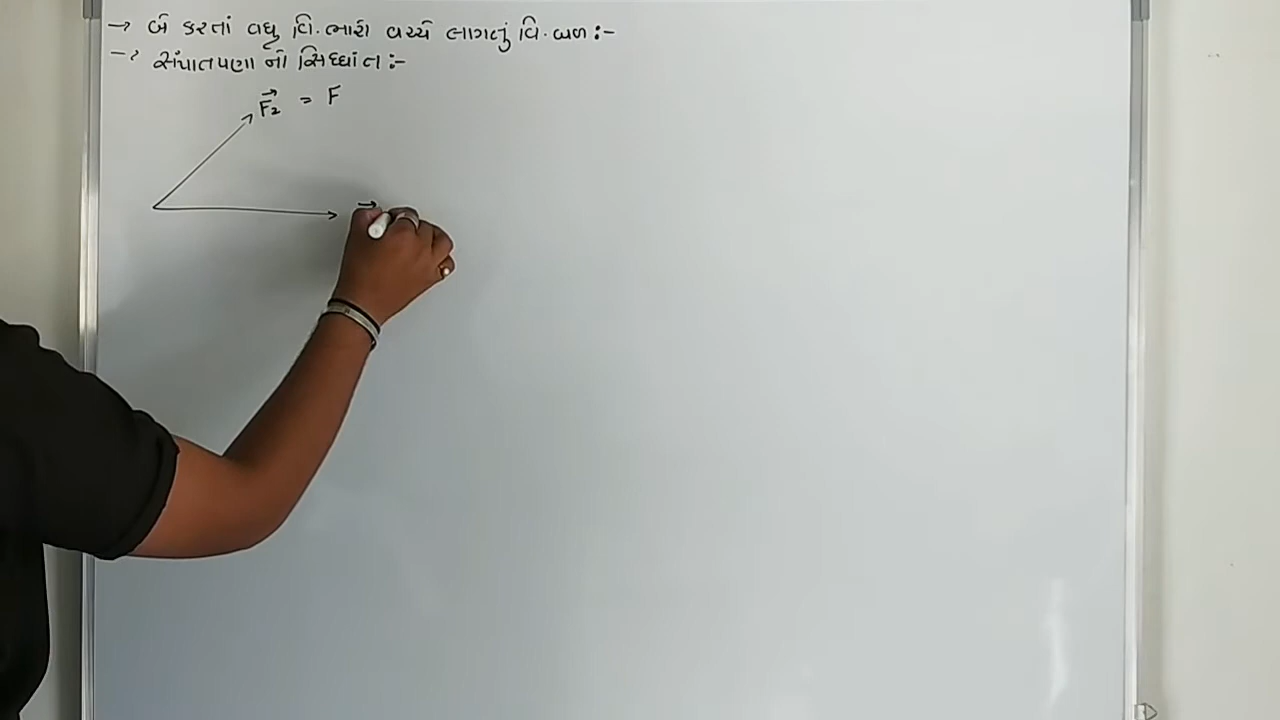 → બે કરતાં વધુ વિ.ભારો વચ્ચે લાગતું વિ.બળ :-
→ સંપાતપણા નો સિધ્ધાંત :-
F₂ = F